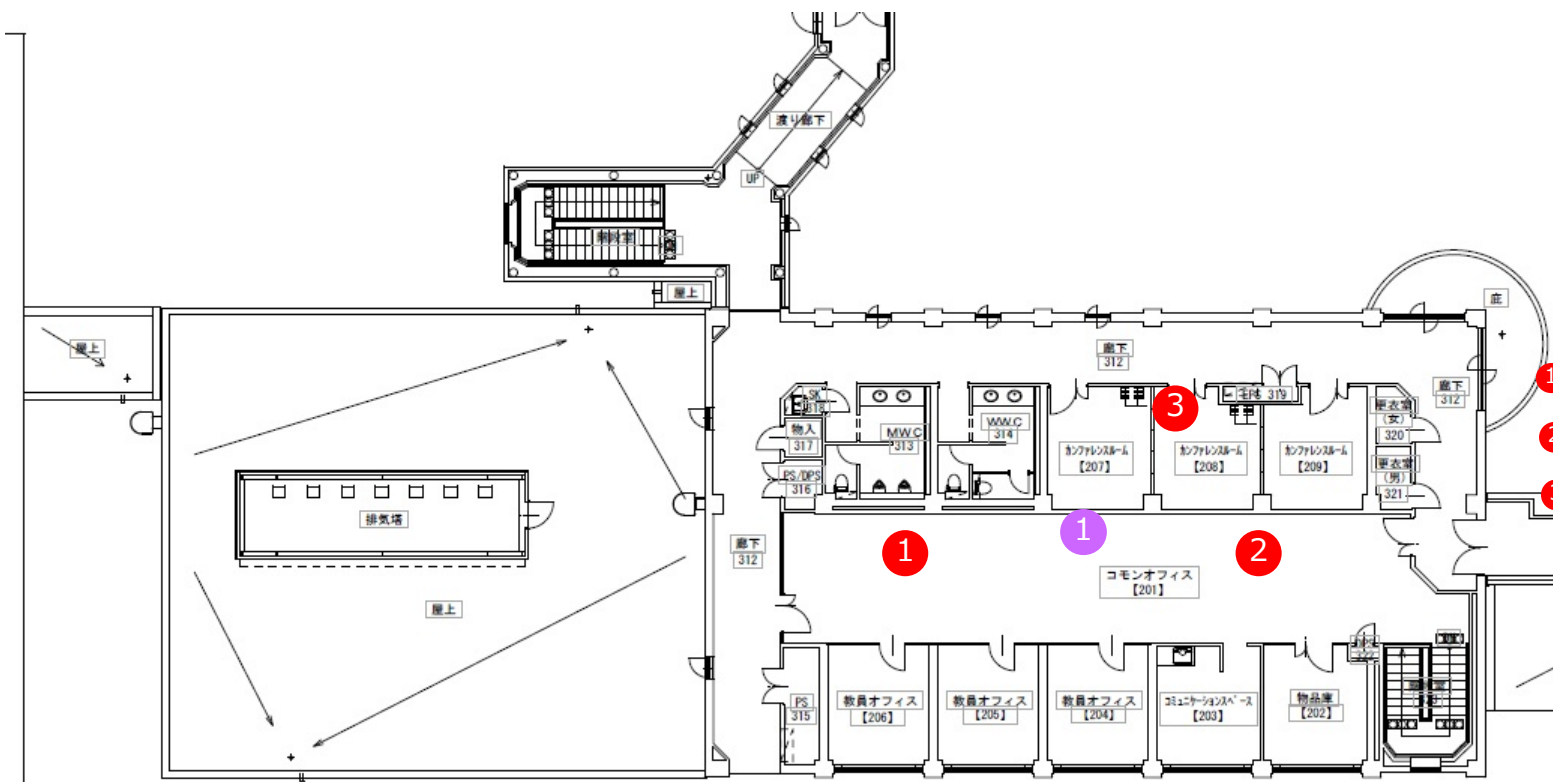 渡り廊下
UP
階段室
屋上
庇
屋上
廊下
312
廊下
312
1
SK
318
3
EPS 319
更衣室
(女)
320
物入
317
MWC
313
WWC
314
カンファレンスルーム
【207】
カンファレンスルーム
【208】
カンファレンスルーム
【209】
2
PS/DPS
316
更衣室
(男)
321
3
排気塔
廊下
312
1
1
2
コモンオフィス
【201】
屋上
PS
315
教員オフィス
【206】
教員オフィス
【205】
教員オフィス
【204】
コミュニケーションスペース
【203】
物品庫
【202】